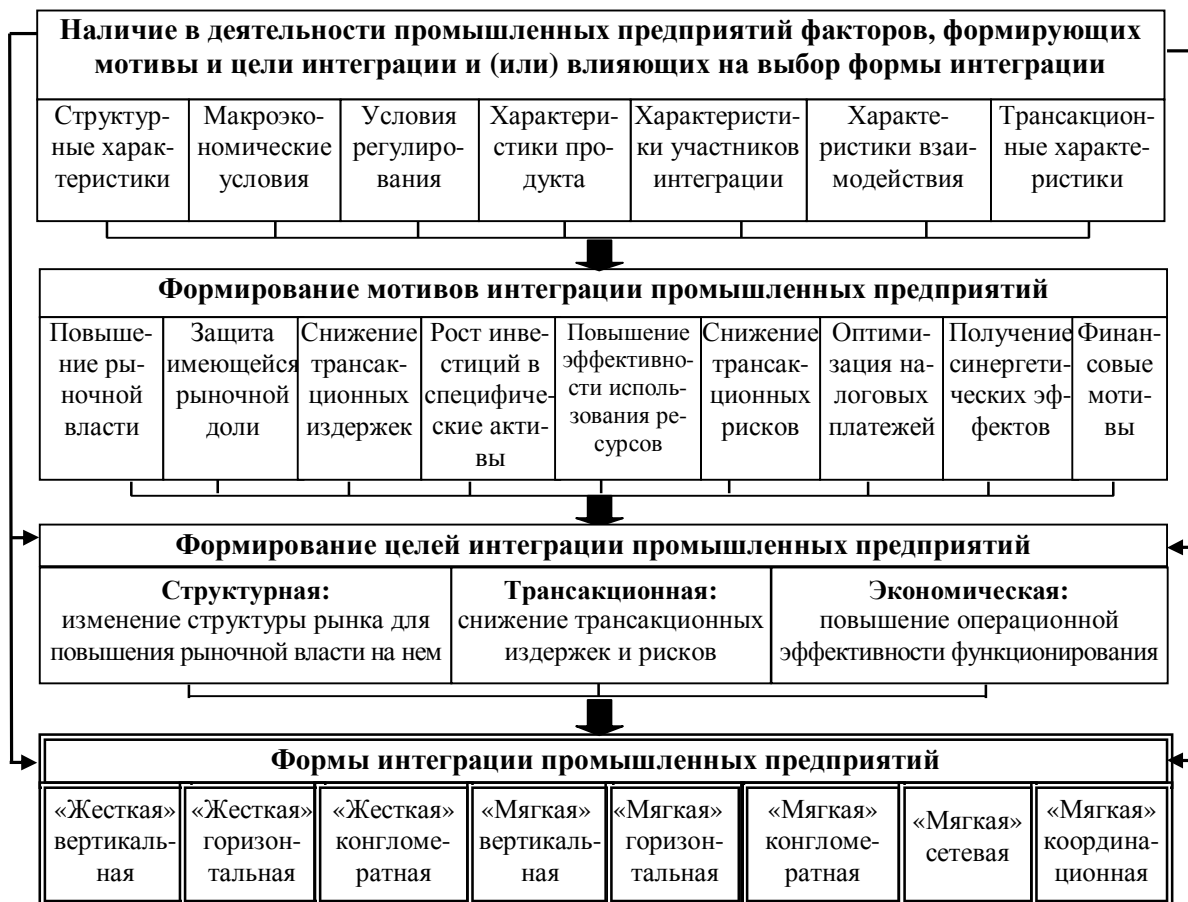 Наличие в деятельности промышленных предприятий факторов, формирующих
мотивы и цели интеграции и (или) влияющих на выбор формы интеграции
Структур-
ные харак-
теристики
Макроэко-
номические
условия
Условия
регулиро-
вания
Характери-
стики про-
дукта
Характеристи-
ки участников
интеграции
Характе-
ристики взаи-
модействия
Трансакцион-
ные характе-
ристики
Формирование мотивов интеграции промышленных предприятий
Повыше-
ние ры-
ночной
власти
Защита
имеющейся
рыночной
доли
Снижение
трансак-
ционных
издержек
Рост инве-
стиций в
специфиче-
ские акти-
вы
Повышение
эффективно-
сти исполь-
зования ре-
сурсов
Снижение
трансак-
ционных
рисков
Оптими-
зация на-
логовых
платежей
Получение
синергети-
ческих эф-
фектов
Финан-
совые
моти-
вы
Формирование целей интеграции промышленных предприятий
Структурная:
изменение структуры рынка для
повышения рыночной власти на нем
Трансакционная:
снижение трансакционных
издержек и рисков
Экономическая:
повышение операционной
эффективности функционирования
Формы интеграции промышленных предприятий
«Жесткая»
вертикаль-
ная
«Жесткая»
горизон-
тальная
«Жесткая»
конгломе-
ратная
«Мягкая»
вертикаль-
ная
«Мягкая»
горизон-
тальная
«Мягкая»
конгломе-
ратная
«Мягкая»
сетевая
«Мягкая»
координа-
ционная